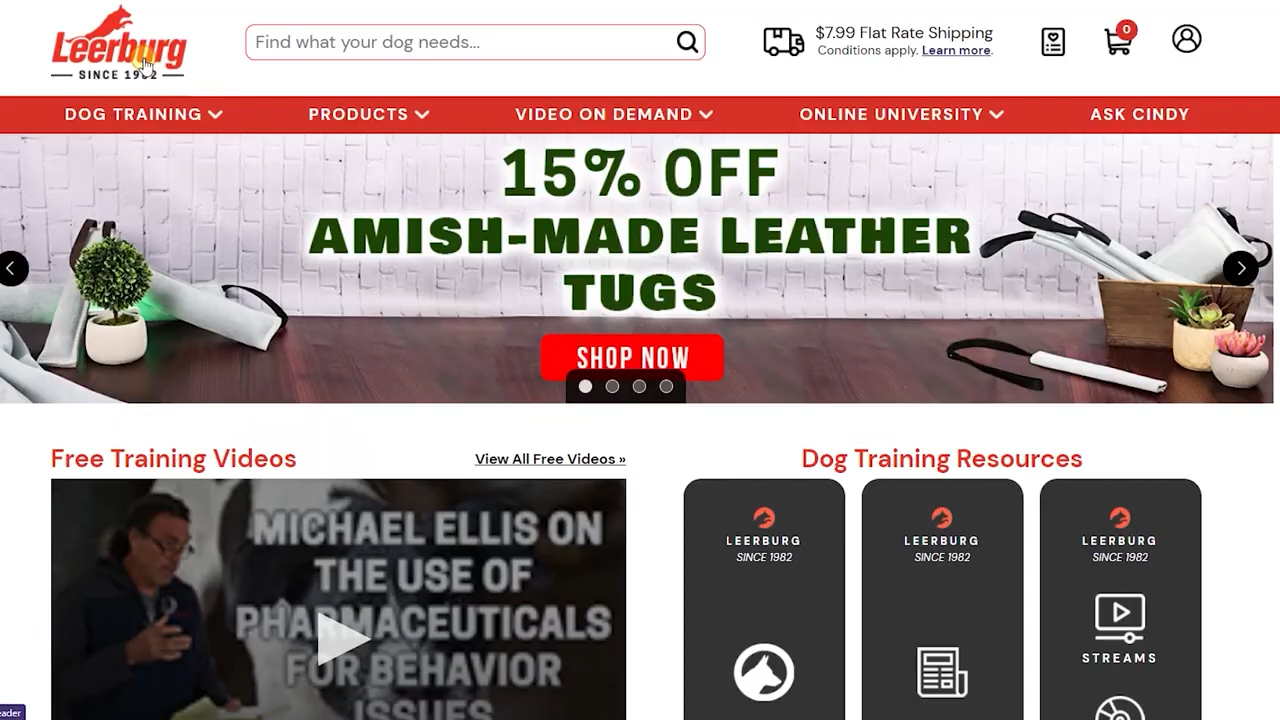 Leerburg
SINCE 1982
Find what your dog needs...
$7.99 Flat Rate Shipping
Conditions apply. Learn more.
0
DOG TRAINING
PRODUCTS
VIDEO ON DEMAND
ONLINE UNIVERSITY
ASK CINDY
15% OFF
AMISH-MADE LEATHER
TUGS
SHOP NOW
Free Training Videos
View All Free Videos »
Dog Training Resources
MICHAEL ELLIS ON
THE USE OF
PHARMACEUTICALS
FOR BEHAVIOR
ISSUES
LEERBURG
SINCE 1982
LEERBURG
SINCE 1982
LEERBURG
SINCE 1982
STREAMS